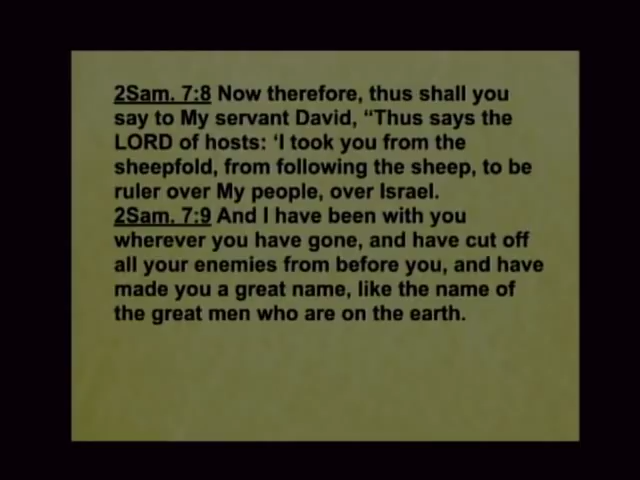 2Sam. 7:8 Now therefore, thus shall you
say to My servant David, “Thus says the
LORD of hosts: ‘I took you from the
sheepfold, from following the sheep, to be
ruler over My people, over Israel.
2Sam. 7:9 And I have been with you
wherever you have gone, and have cut off
all your enemies from before you, and have
made you a great name, like the name of
the great men who are on the earth.